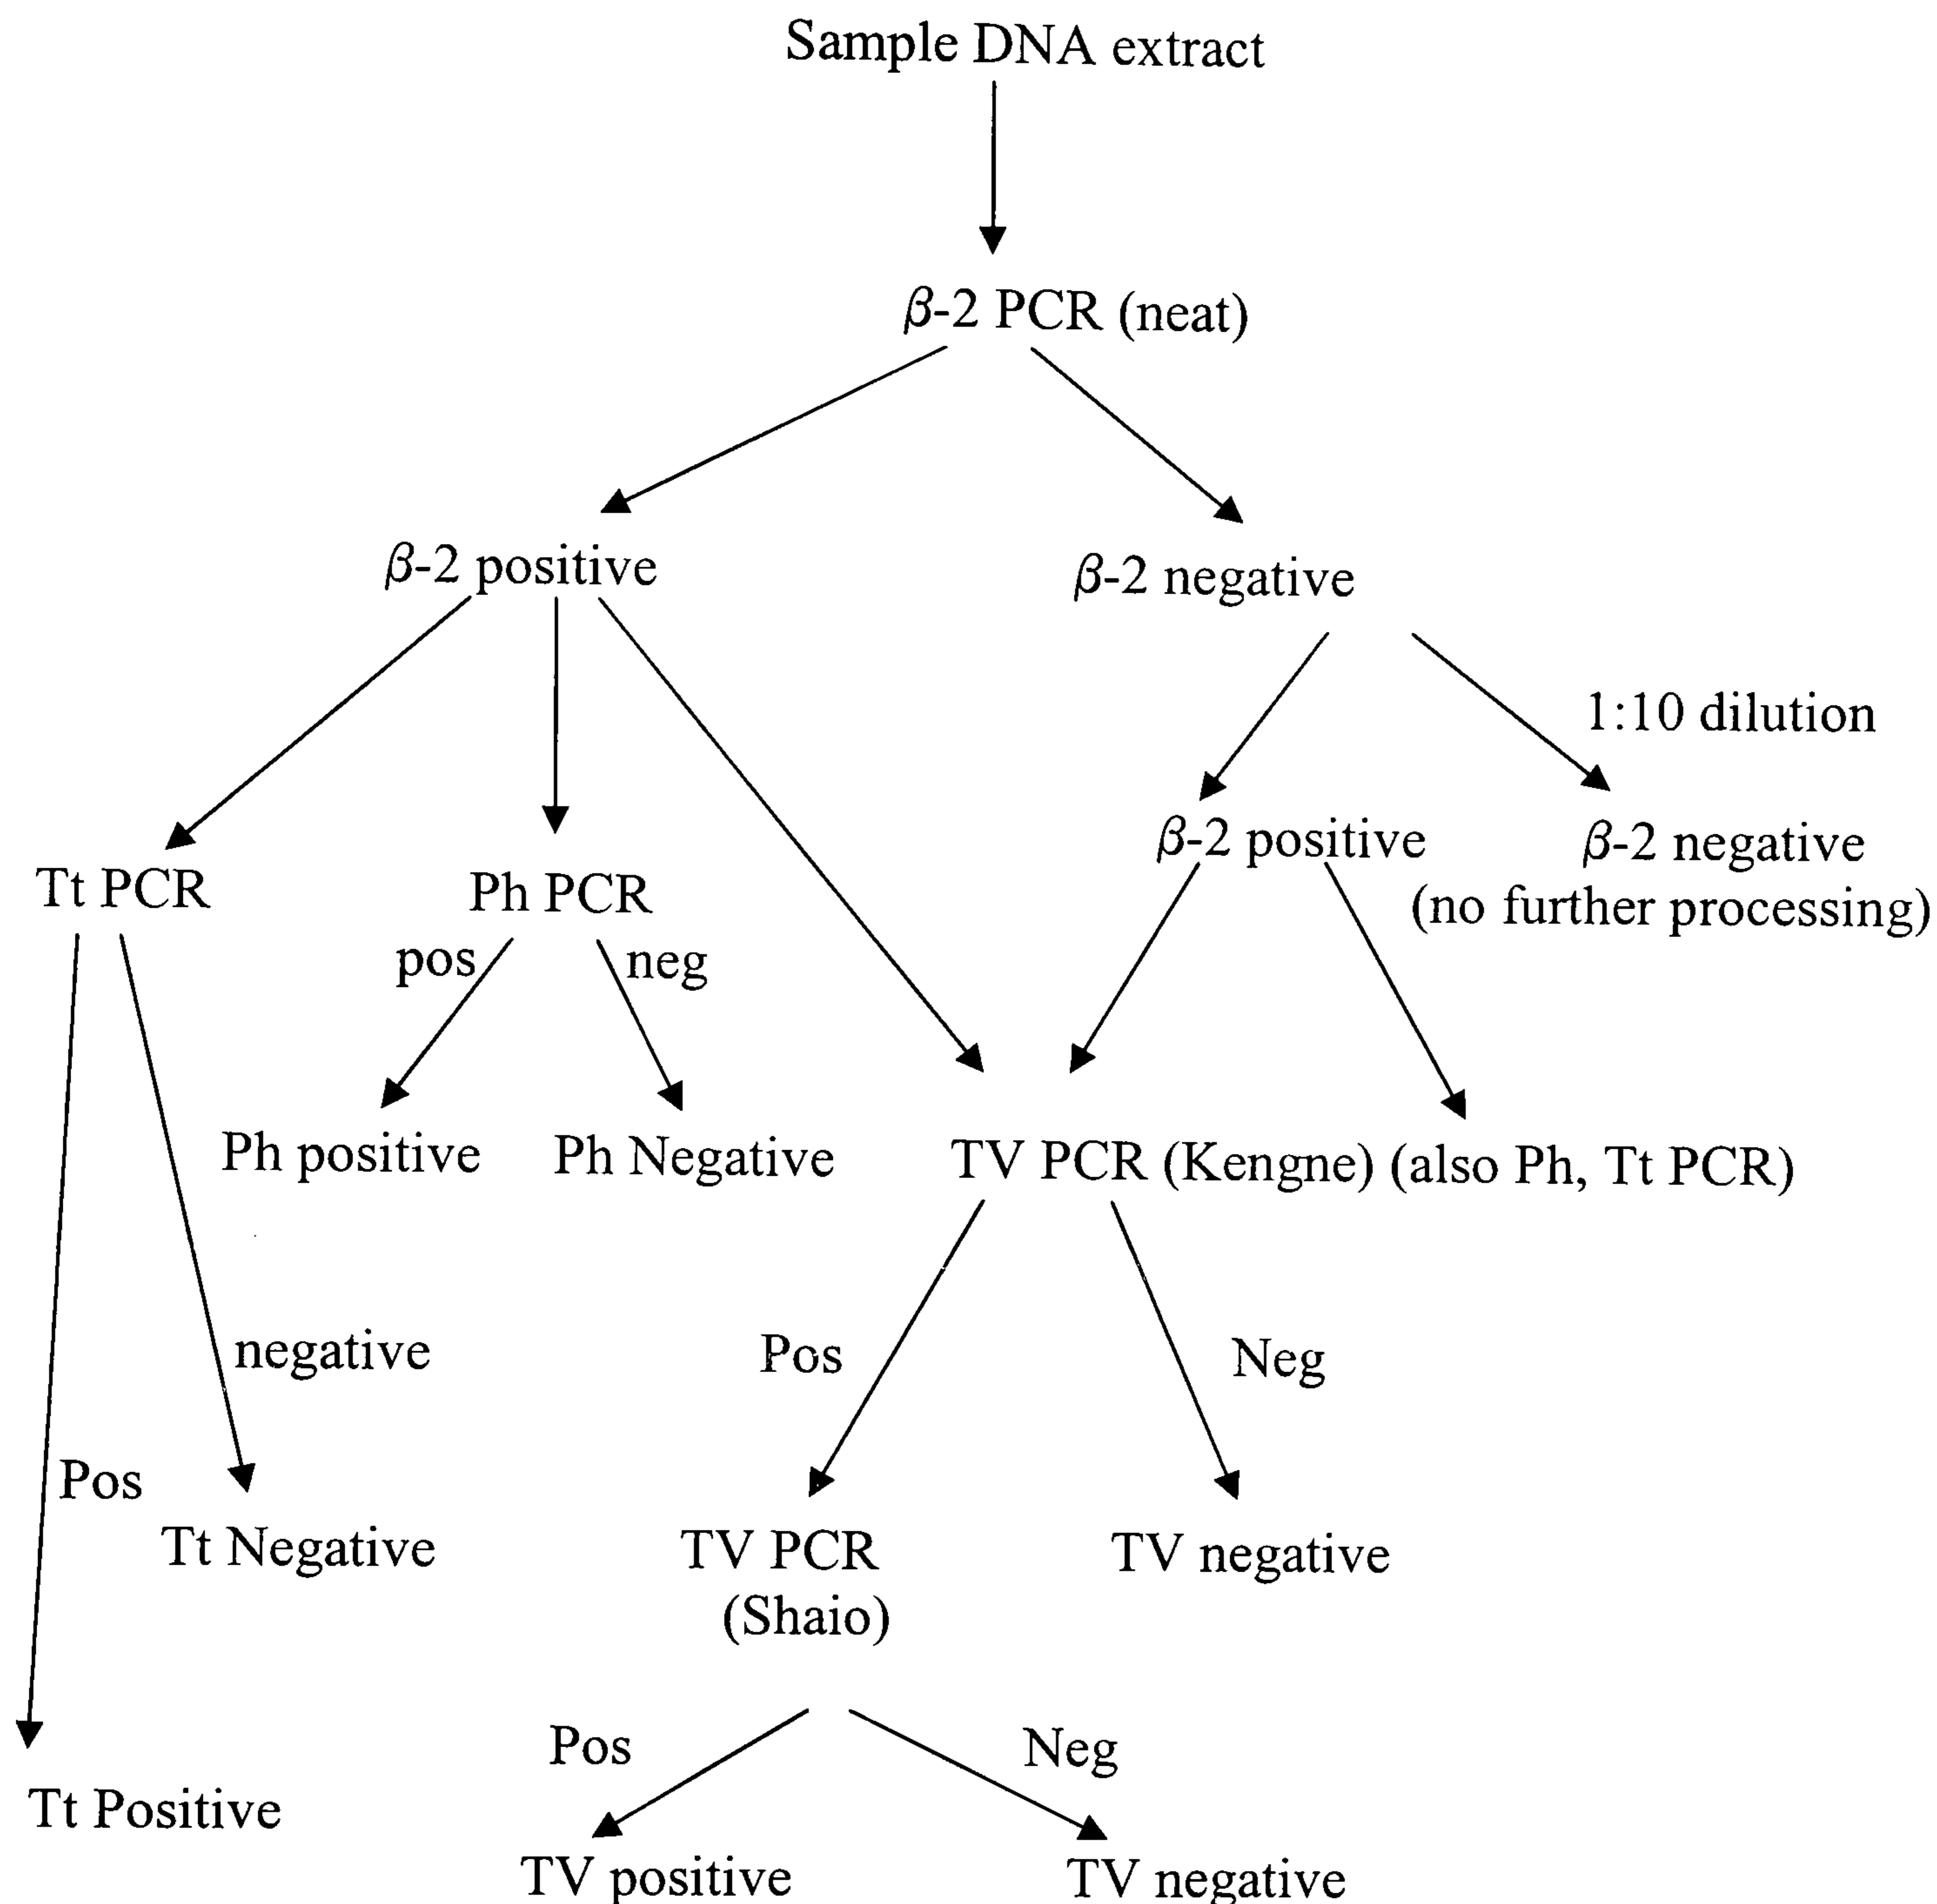 Sample DNA extract
β-2 PCR (neat)
β-2 positive
β-2 negative
1:10 dilution
β-2 positive
β-2 negative
(no further processing)
Tt PCR
Ph PCR
pos
neg
Ph positive
Ph Negative
TV PCR (Kengne) (also Ph, Tt PCR)
negative
Pos
Neg
Pos
Tt Negative
TV PCR
(Shaio)
TV negative
Pos
Neg
Tt Positive
TV positive
TV negative